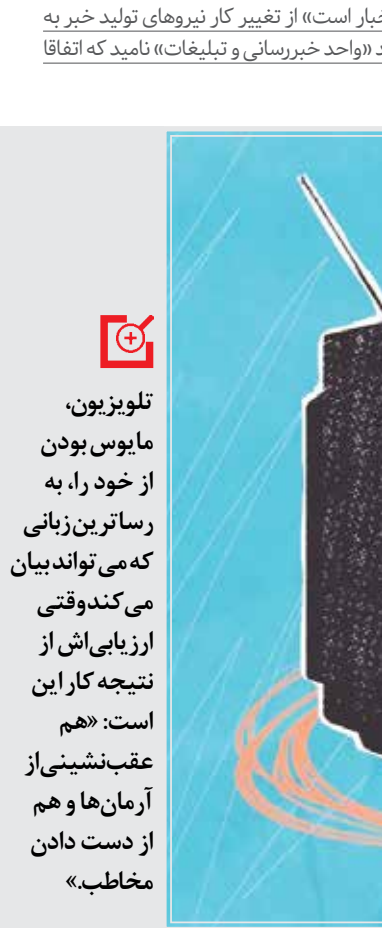 خبار است» از تغییر کار نیروهای تولید خبر به
د «واحد خبررسانی و تبلیغات» نامید که اتفاقا
تلویزیون،
مایوس بودن
از خود را، به
رساترین زبانی
که می‌تواند بیان
می‌کند وقتی
ارزیابی‌اش از
نتیجه کار این
است: «هم
عقب‌نشینی از
آرمان‌ها و هم
از دست دادن
مخاطب.»